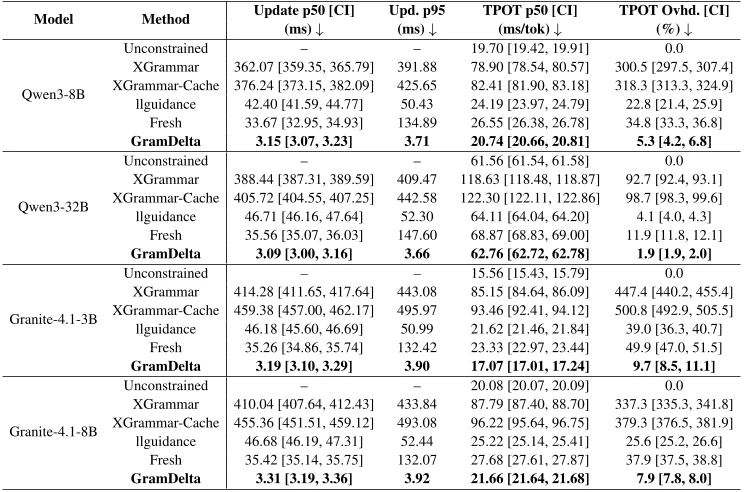 Model Method Update p50 [CI] (ms) ↓ Upd. p95 (ms) ↓ TPOT p50 [CI] (ms/tok) ↓ TPOT Ovhd. [CI] (%) ↓
Qwen3-8B
Unconstrained – – 19.70 [19.42, 19.91] 0.0
XGrammar 362.07 [359.35, 365.79] 391.88 78.90 [78.54, 80.57] 300.5 [297.5, 307.4]
XGrammar-Cache 376.24 [373.15, 382.09] 425.65 82.41 [81.90, 83.18] 318.3 [313.3, 324.9]
llguidance 42.40 [41.59, 44.77] 50.43 24.19 [23.97, 24.79] 22.8 [21.4, 25.9]
Fresh 33.67 [32.95, 34.93] 134.89 26.55 [26.38, 26.78] 34.8 [33.3, 36.8]
GramDelta 3.15 [3.07, 3.23] 3.71 20.74 [20.66, 20.81] 5.3 [4.2, 6.8]
Qwen3-32B
Unconstrained – – 61.56 [61.54, 61.58] 0.0
XGrammar 388.44 [387.31, 389.59] 409.47 118.63 [118.48, 118.87] 92.7 [92.4, 93.1]
XGrammar-Cache 405.72 [404.55, 407.25] 442.58 122.30 [122.11, 122.86] 98.7 [98.3, 99.6]
llguidance 46.71 [46.16, 47.64] 52.30 64.11 [64.04, 64.20] 4.1 [4.0, 4.3]
Fresh 35.56 [35.07, 36.03] 147.60 68.87 [68.83, 69.00] 11.9 [11.8, 12.1]
GramDelta 3.09 [3.00, 3.16] 3.66 62.76 [62.72, 62.78] 1.9 [1.9, 2.0]
Granite-4.1-3B
Unconstrained – – 15.56 [15.43, 15.79] 0.0
XGrammar 414.28 [411.65, 417.64] 443.08 85.15 [84.64, 86.09] 447.4 [440.2, 455.4]
XGrammar-Cache 459.38 [457.00, 462.17] 495.97 93.46 [92.41, 94.12] 500.8 [492.9, 505.5]
llguidance 46.18 [45.60, 46.69] 50.99 21.62 [21.46, 21.84] 39.0 [36.3, 40.7]
Fresh 35.26 [34.86, 35.74] 132.42 23.33 [22.97, 23.44] 49.9 [47.0, 51.5]
GramDelta 3.19 [3.10, 3.29] 3.90 17.07 [17.01, 17.24] 9.7 [8.5, 11.1]
Granite-4.1-8B
Unconstrained – – 20.08 [20.07, 20.09] 0.0
XGrammar 410.04 [407.64, 412.43] 433.84 87.79 [87.40, 88.70] 337.3 [335.3, 341.8]
XGrammar-Cache 455.36 [451.51, 459.12] 493.08 96.22 [95.64, 96.75] 379.3 [376.5, 381.9]
llguidance 46.68 [46.19, 47.31] 52.44 25.22 [25.14, 25.41] 25.6 [25.2, 26.6]
Fresh 35.42 [35.14, 35.75] 132.07 27.68 [27.61, 27.87] 37.9 [37.5, 38.8]
GramDelta 3.31 [3.19, 3.36] 3.92 21.66 [21.64, 21.68] 7.9 [7.8, 8.0]